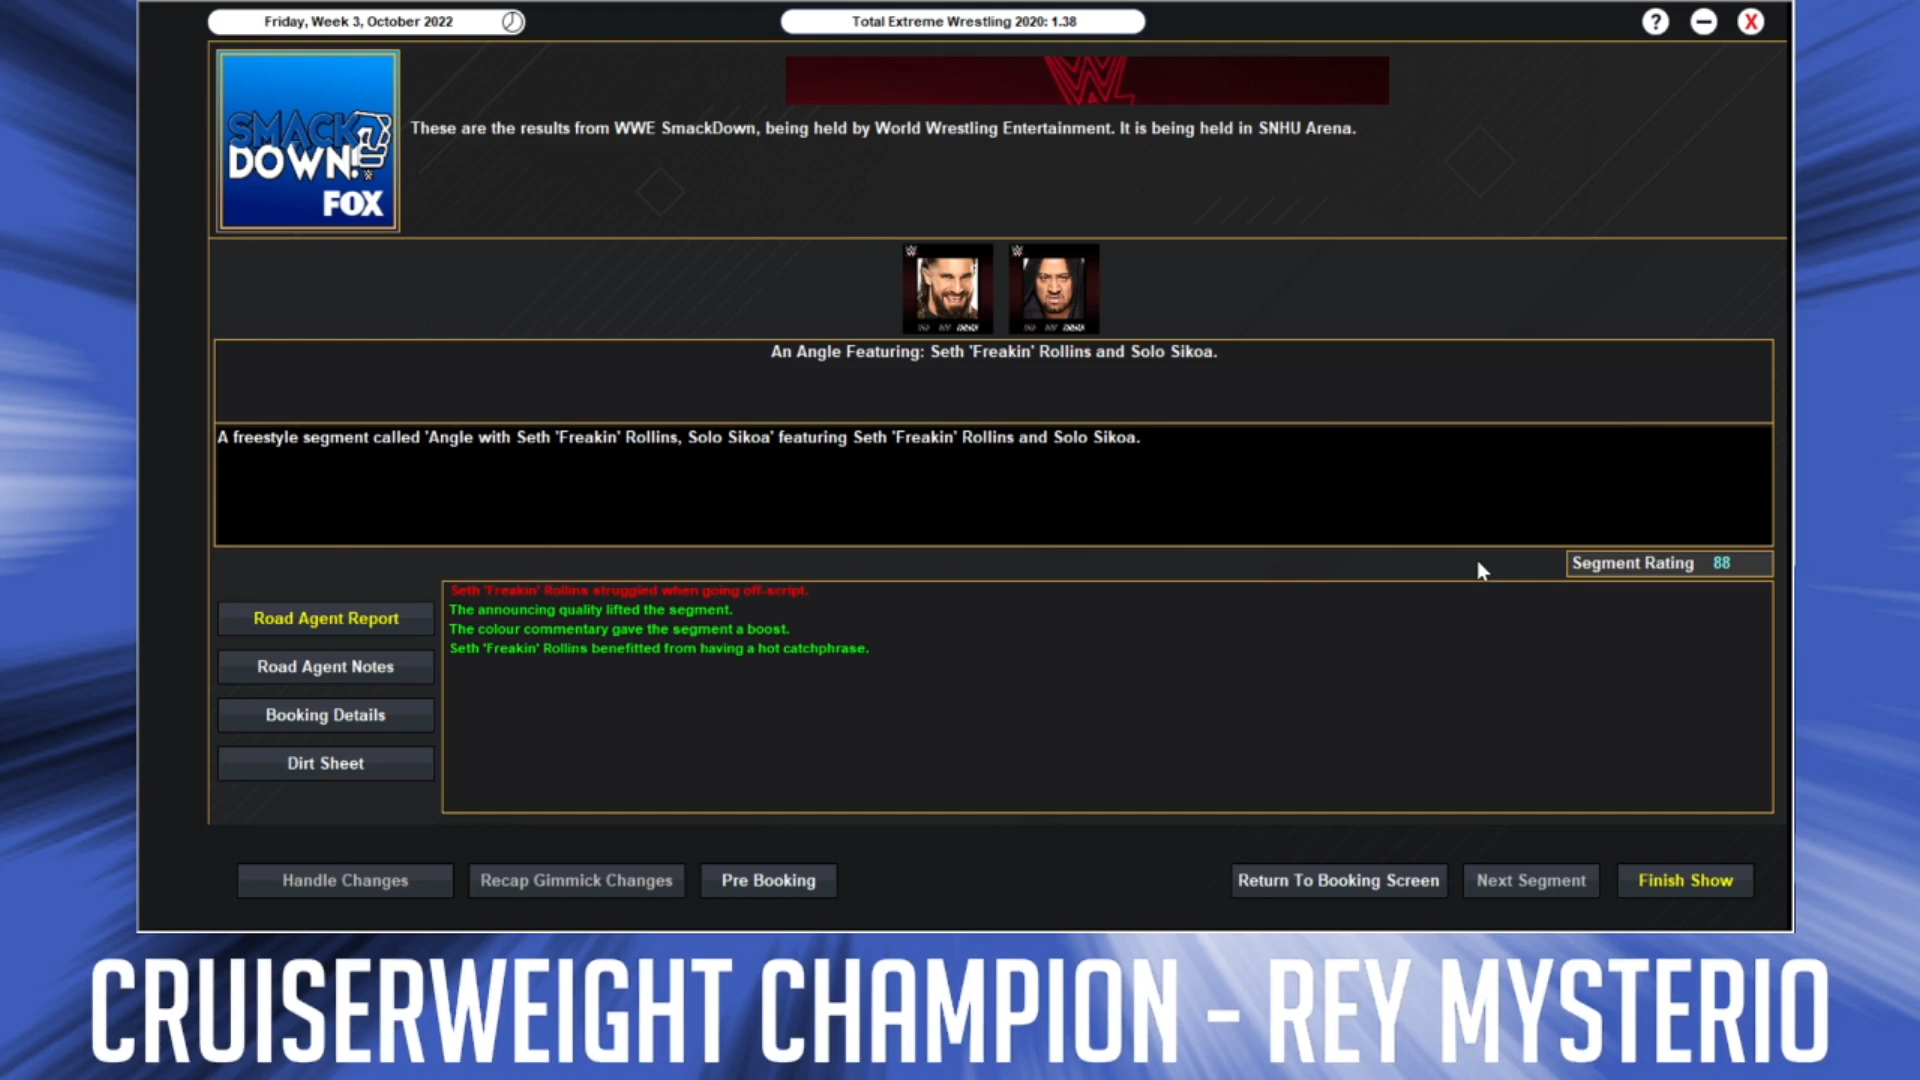 Friday, Week 3, October 2022
Total Extreme Wrestling 2020: 1.38
?
X
SMACK
DOWN!
FOX
These are the results from WWE SmackDown, being held by World Wrestling Entertainment. It is being held in SNHU Arena.
An Angle Featuring: Seth 'Freakin' Rollins and Solo Sikoa.
A freestyle segment called 'Angle with Seth 'Freakin' Rollins, Solo Sikoa' featuring Seth 'Freakin' Rollins and Solo Sikoa.
Segment Rating 88
Seth 'Freakin' Rollins struggled when going off-script.
The announcing quality lifted the segment.
The colour commentary gave the segment a boost.
Seth 'Freakin' Rollins benefitted from having a hot catchphrase.
Road Agent Report
Road Agent Notes
Booking Details
Dirt Sheet
Handle Changes
Recap Gimmick Changes
Pre Booking
Return To Booking Screen
Next Segment
Finish Show
CRUISERWEIGHT CHAMPION - REY MYSTERIO